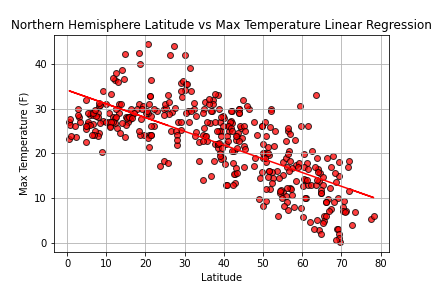 Northern Hemisphere Latitude vs Max Temperature Linear Regression
Max Temperature (F)
40
30
20
10
0
0 10 20 30 40 50 60 70 80
Latitude